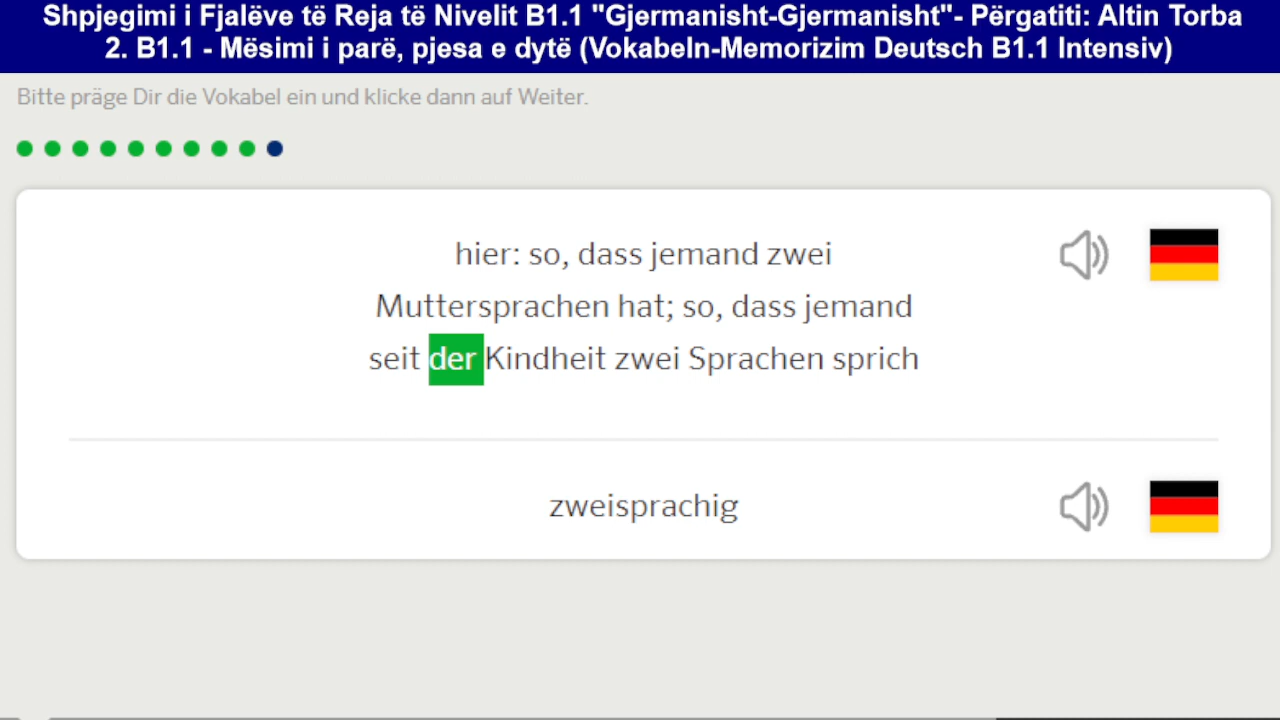 Shpjegimi i Fjalëve të Reja të Nivelit B1.1 "Gjermanisht-Gjermanisht"- Përgatiti: Altin Torba
2. B1.1 - Mësimi i parë, pjesa e dytë (Vokabeln-Memorizim Deutsch B1.1 Intensiv)
Bitte präge Dir die Vokabel ein und klicke dann auf Weiter.
hier: so, dass jemand zwei
Muttersprachen hat; so, dass jemand
seit der Kindheit zwei Sprachen sprich
zweisprachig